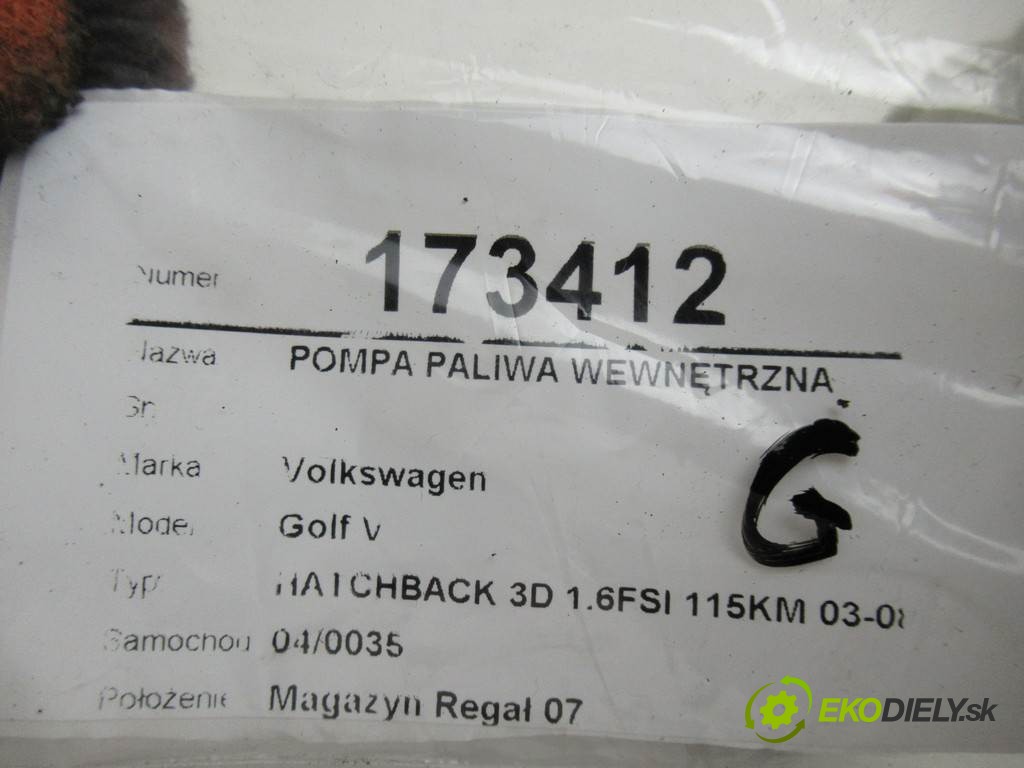 Numer 173412
Nazwa POMPA PALIWA WEWNĘTRZNA
Gr
G
Marka Volkswagen
Model Golf V
Typ HATCHBACK 3D 1.6FSI 115KM 03-08
Samochod 04/0035
Położenie Magazyn Regał 07
EKODIELY.sk